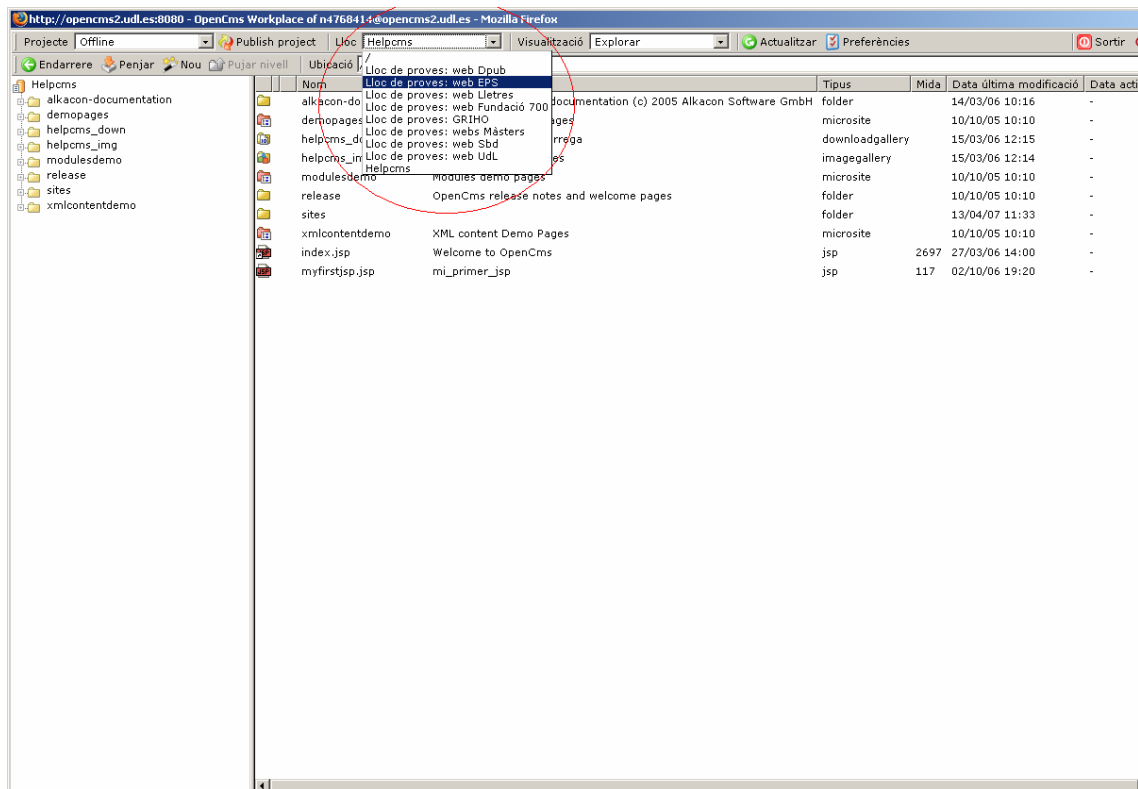 http://opencms2.udl.es:8080 - OpenCms Workplace of n4768414@opencms2.udl.es - Mozilla Firefox
Projecte Offline Publish project Lloc Helpcms Visualització Explorar Actualitzar Preferències Sortir
Endarrere Penjar Nou Pujar nivell Ubicació /
/
Lloc de proves: web Dpub
Lloc de proves: web EPS
Lloc de proves: web Lletres
Lloc de proves: web Fundació 700
Lloc de proves: GRIHO
Lloc de proves: webs Màsters
Lloc de proves: web Sbd
Lloc de proves: web UdL
Helpcms
Helpcms
alkacon-documentation
demopages
helpcms_down
helpcms_img
modulesdemo
release
sites
xmlcontentdemo
Nom Tipus Mida Data última modificació Data acti
alkacon-do documentation (c) 2005 Alkacon Software GmbH folder 14/03/06 10:16 -
demopages ages microsite 10/10/05 10:10 -
helpcms_do rrega downloadgallery 15/03/06 12:15 -
helpcms_im es imagegallery 15/03/06 12:14 -
modulesdemo Modules demo pages microsite 10/10/05 10:10 -
release OpenCms release notes and welcome pages folder 10/10/05 10:10 -
sites folder 13/04/07 11:33 -
xmlcontentdemo XML content Demo Pages microsite 10/10/05 10:10 -
index.jsp Welcome to OpenCms jsp 2697 27/03/06 14:00 -
myfirstjsp.jsp mi_primer_jsp jsp 117 02/10/06 19:20 -